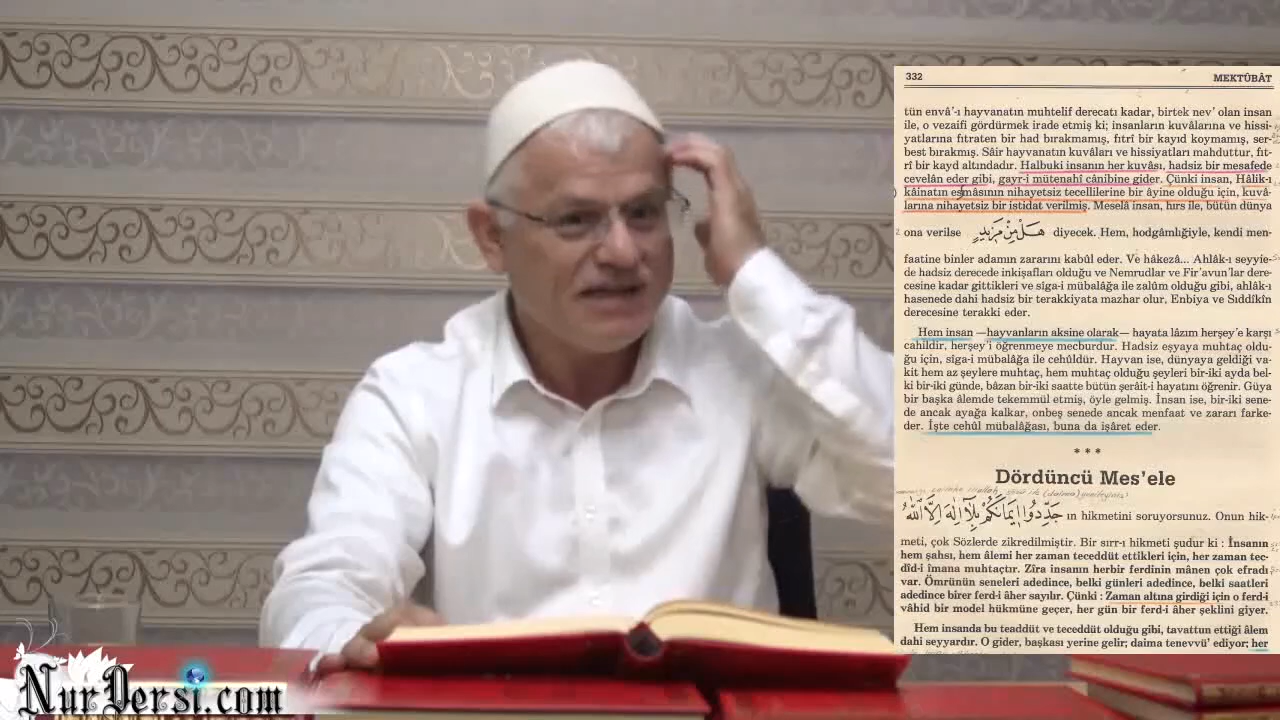 332 MEKTÛBÂT
tün envâ'-ı hayvanatın muhtelif derecatı kadar, birtek nev' olan insan
ile, o vezaifi gördürmek irade etmiş ki; insanların kuvâlarına ve hissi-
yatlarına fıtraten bir had bırakmamış, fıtrî bir kayıd koymamış, ser-
best bırakmış. Sâir hayvanatın kuvâları ve hissiyatları mahduttur, fıt-
rî bir kayd altındadır. Halbuki insanın her kuvâsı, hadsiz bir mesafede
cevelân eder gibi, gayr-i mütenahî cânibine gider. Çünki insan, Hâlik-ı
kâinatın esmâsının nihayetsiz tecellilerine bir âyine olduğu için, kuvâ-
larına nihayetsiz bir istidat verilmiş. Meselâ insan, hırs ile, bütün dünya
ona verilse هَلْ مِنْ مَزِيدٍ diyecek. Hem, hodgâmlığiyle, kendi men-
faatine binler adamın zararını kabûl eder. Ve hâkezâ... Ahlâk-ı seyyie-
de hadsiz derecede inkişafları olduğu ve Nemrudlar ve Fir'avun'lar dere-
cesine kadar gittikleri ve sîga-i mübalâğa ile zalûm olduğu gibi, ahlâk-ı
hasenede dahi hadsiz bir terakkiyata mazhar olur, Enbiya ve Sıddîkîn
derecesine terakki eder.
Hem insan —hayvanların aksine olarak— hayata lâzım herşey'e karşı
cahildir, herşey'i öğrenmeye mecburdur. Hadsiz eşyaya muhtaç oldu-
ğu için, sîga-i mübalâğa ile cehûldür. Hayvan ise, dünyaya geldiği va-
kit hem az şeylere muhtaç, hem muhtaç olduğu şeyleri bir-iki ayda bel-
ki bir-iki günde, bâzan bir-iki saatte bütün şerâit-i hayatını öğrenir. Güya
bir başka âlemde tekemmül etmiş, öyle gelmiş. İnsan ise, bir-iki sene-
de ancak ayağa kalkar, onbeş senede ancak menfaat ve zararı farke-
der. İşte cehûl mübalâğası, buna da işâret eder.
* * *
Dördüncü Mes'ele
جَدِّدُوا اِيمَانَكُمْ بِلَٓا اِلٰهَ اِلَّا اللّٰهُ ın hikmetini soruyorsunuz. Onun hik-
meti, çok Sözlerde zikredilmiştir. Bir sırr-ı hikmeti şudur ki : İnsanın
hem şahsı, hem âlemi her zaman teceddüt ettikleri için, her zaman tec-
dîd-i îmana muhtaçtır. Zîra insanın herbir ferdinin mânen çok efradı
var. Ömrünün seneleri adedince, belki günleri adedince, belki saatleri
adedince birer ferd-i âher sayılır. Çünki : Zaman altına girdiği için o ferd-i
vâhid bir model hükmüne geçer, her gün bir ferd-i âher şeklini giyer.
Hem insanda bu teaddüt ve teceddüt olduğu gibi, tavattun ettiği âlem
dahi seyyardır. O gider, başkası yerine gelir; daima tenevvü' ediyor; her
NurDersi.com